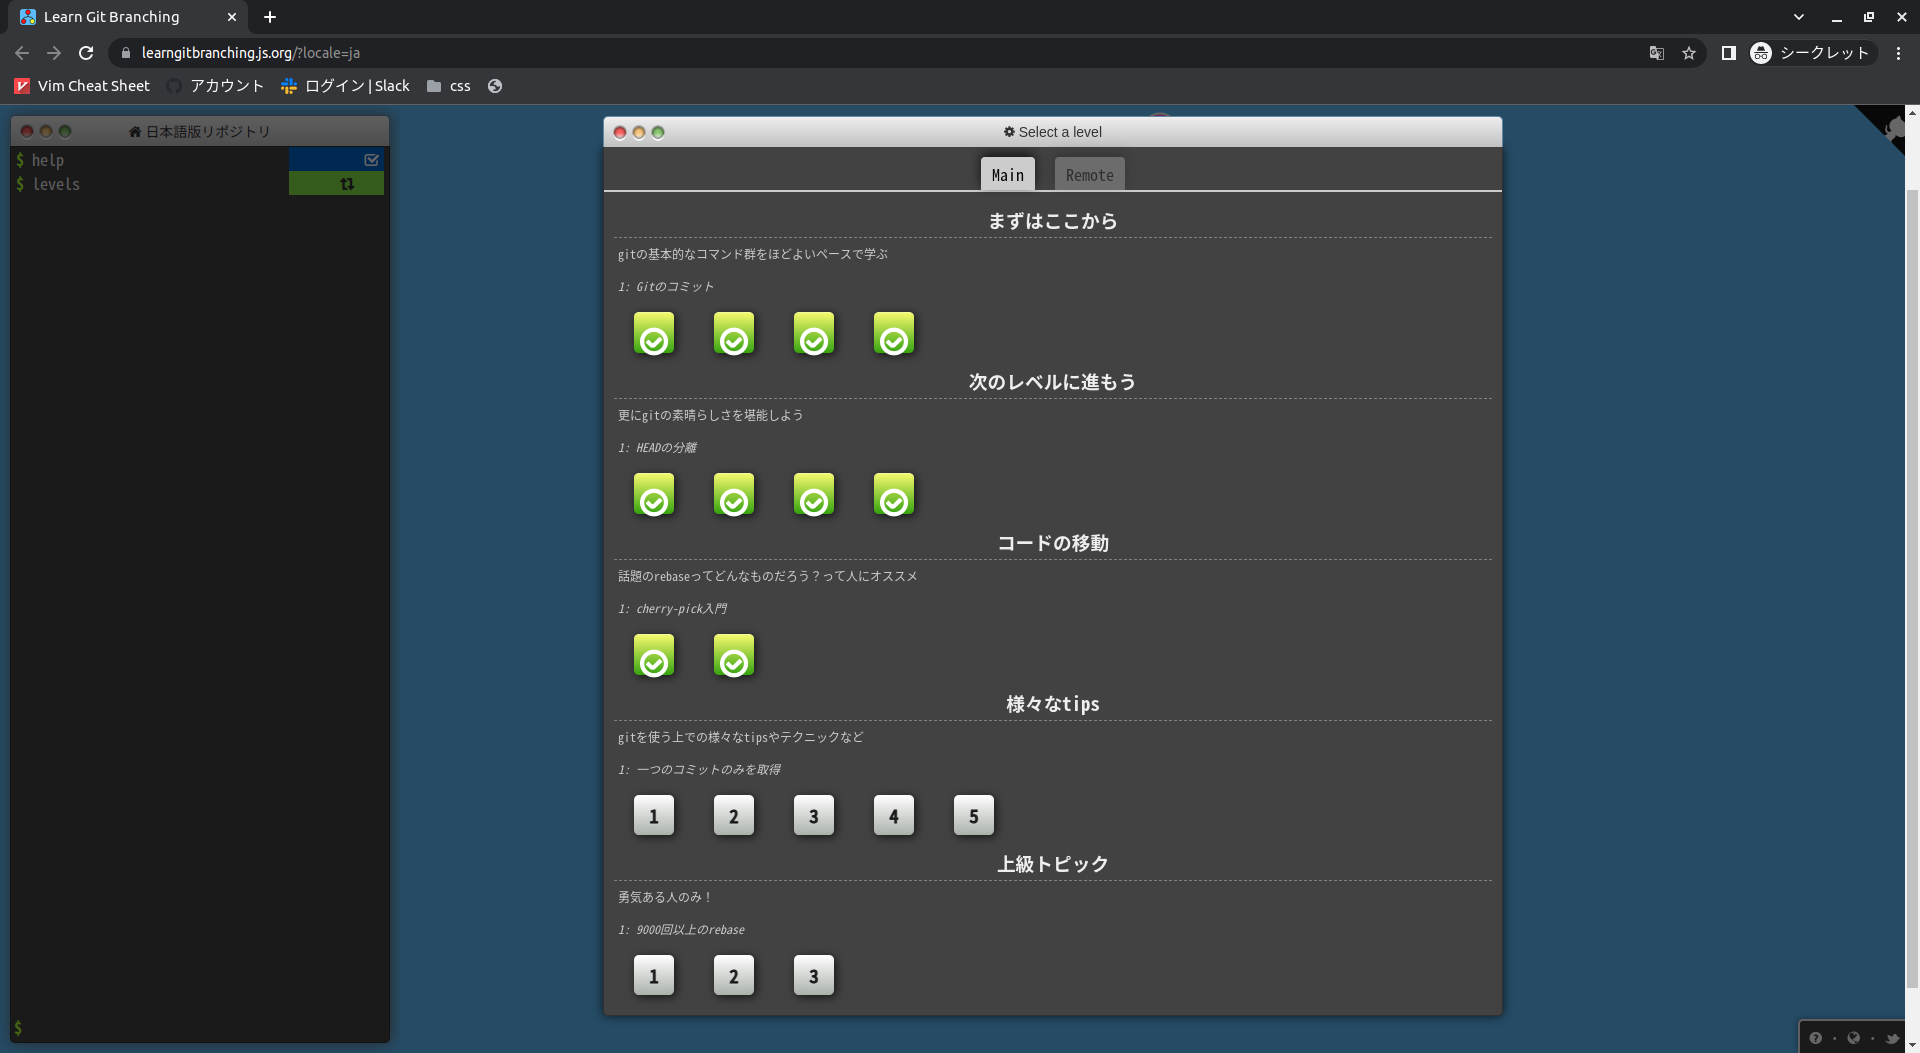 Learn Git Branching
learngitbranching.js.org/?locale=ja
シークレット
Vim Cheat Sheet
アカウント
ログイン | Slack
css
日本語版リポジトリ
$ help
$ levels
$
Select a level
Main
Remote
まずはここから
gitの基本的なコマンド群をほどよいペースで学ぶ
1: Gitのコミット
次のレベルに進もう
更にgitの素晴らしさを堪能しよう
1: HEADの分離
コードの移動
話題のrebaseってどんなものだろう？って人にオススメ
1: cherry-pick入門
様々なtips
gitを使う上での様々なtipsやテクニックなど
1: 一つのコミットのみを取得
1 2 3 4 5
上級トピック
勇気ある人のみ！
1: 9000回以上のrebase
1 2 3